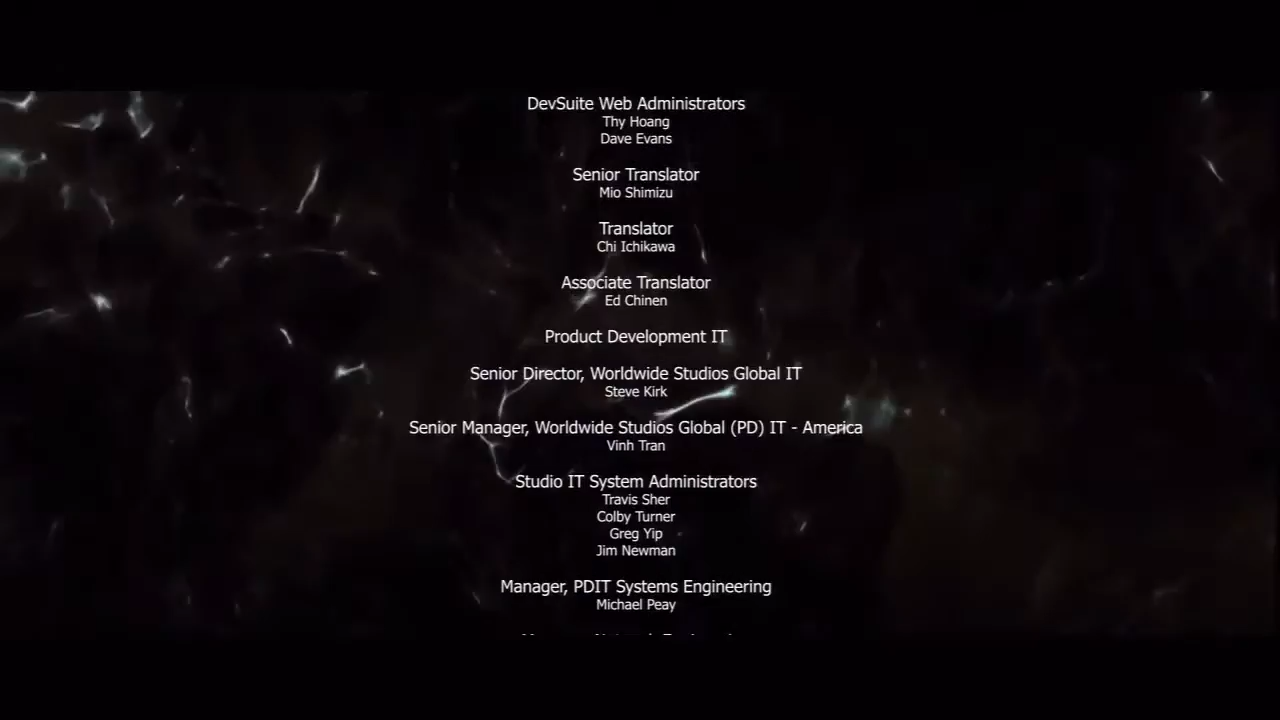 DevSuite Web Administrators
Thy Hoang
Dave Evans
Senior Translator
Mio Shimizu
Translator
Chi Ichikawa
Associate Translator
Ed Chinen
Product Development IT
Senior Director, Worldwide Studios Global IT
Steve Kirk
Senior Manager, Worldwide Studios Global (PD) IT - America
Vinh Tran
Studio IT System Administrators
Travis Sher
Colby Turner
Greg Yip
Jim Newman
Manager, PDIT Systems Engineering
Michael Peay